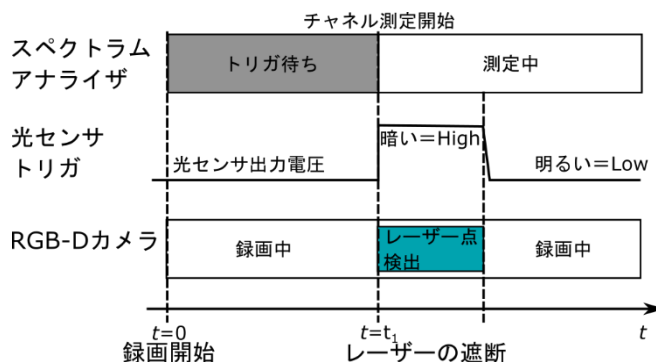 チャネル測定開始
スペクトラム
アナライザ
トリガ待ち
測定中
光センサ
トリガ
光センサ出力電圧
暗い=High
明るい=Low
RGB-Dカメラ
録画中
レーザー点
検出
録画中
t=0
t=t₁
t
録画開始
レーザーの遮断